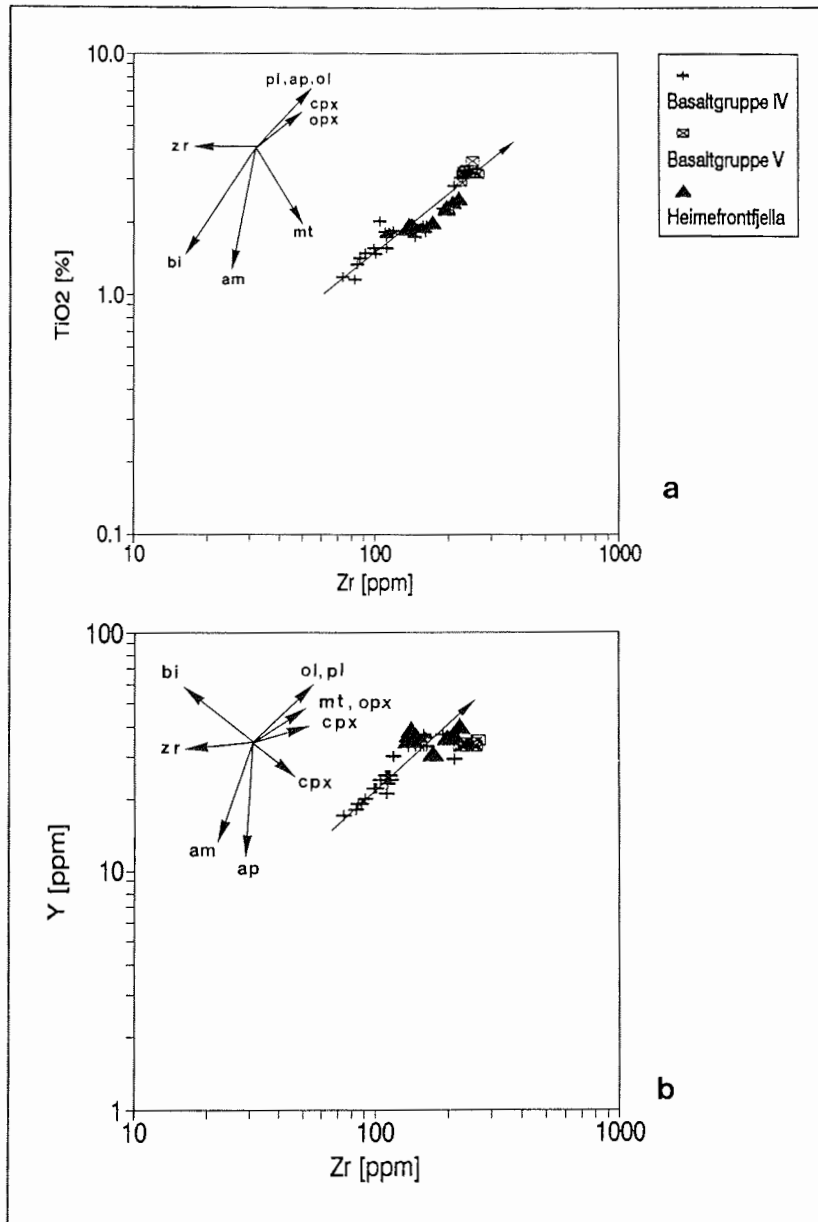 10.0
1.0
0.1
TiO2 [%]
pl, ap, ol
cpx
opx
zr
mt
bi
am
10
100
1000
Zr [ppm]
a
+
Basaltgruppe IV
Basaltgruppe V
Heimefrontfjella
100
10
1
Y [ppm]
bi
ol, pl
mt, opx
cpx
zr
cpx
am
ap
10
100
1000
Zr [ppm]
b